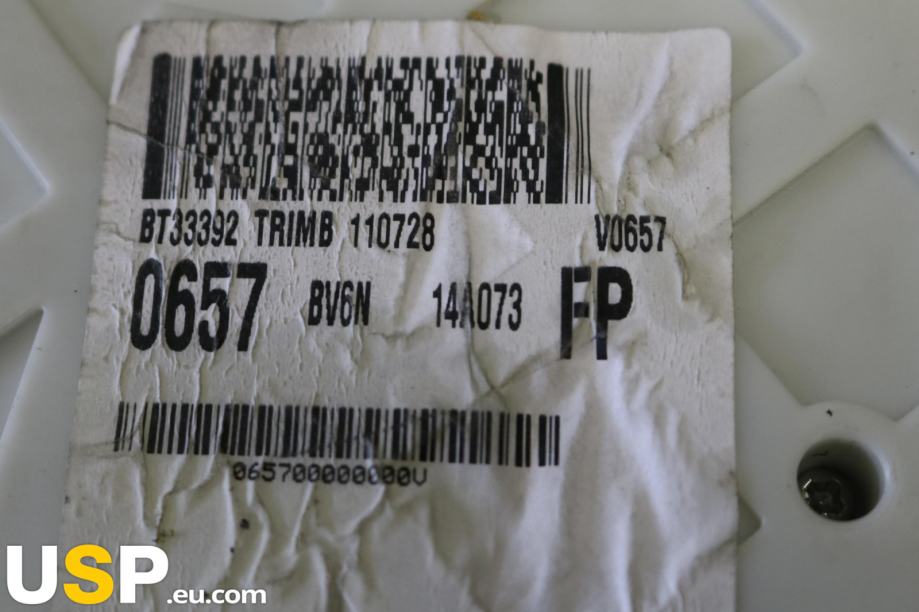 BT33392 TRIMB 110728 V0657
0657 BV6N 14A073 FP
065700000000V
USP.eu.com